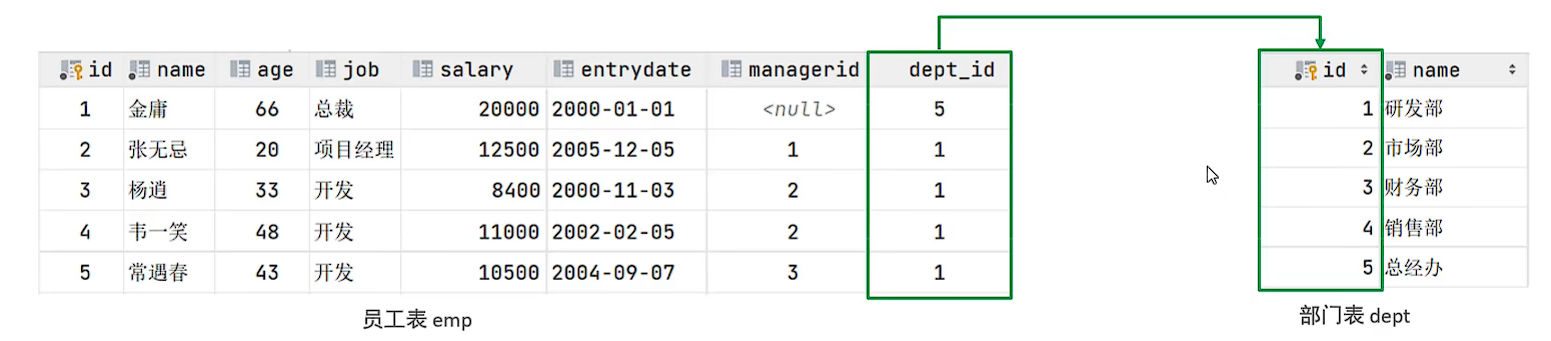 id name age job salary entrydate managerid dept_id
1 金庸 66 总裁 20000 2000-01-01 <null> 5
2 张无忌 20 项目经理 12500 2005-12-05 1 1
3 杨逍 33 开发 8400 2000-11-03 2 1
4 韦一笑 48 开发 11000 2002-02-05 2 1
5 常遇春 43 开发 10500 2004-09-07 3 1
员工表 emp
id name
1 研发部
2 市场部
3 财务部
4 销售部
5 总经办
部门表 dept